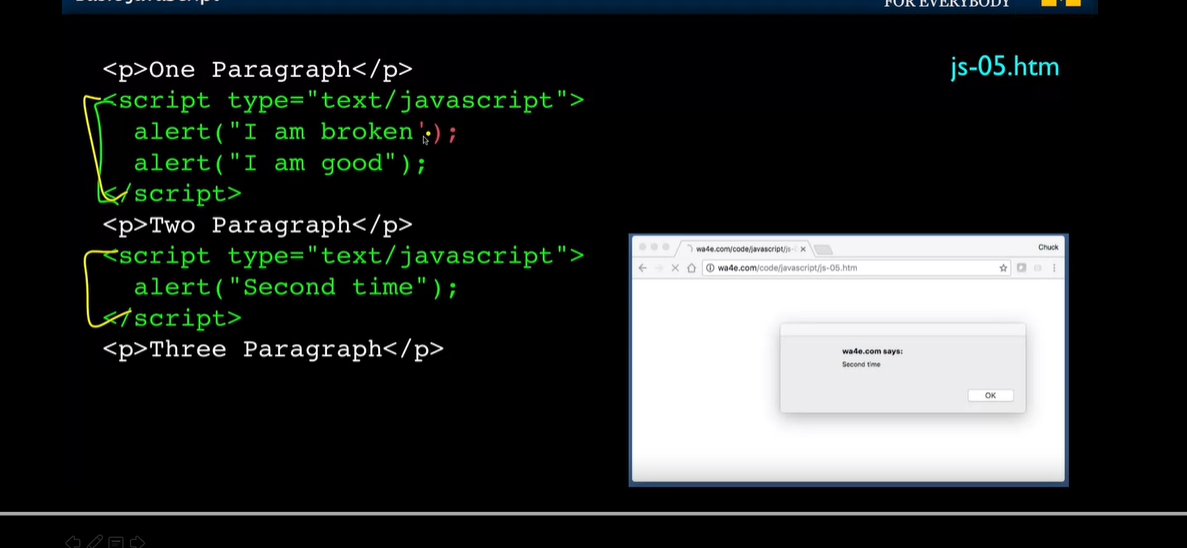 FOR EVERYBODY
js-05.htm
<p>One Paragraph</p>
<script type="text/javascript">
alert("I am broken');
alert("I am good");
</script>
<p>Two Paragraph</p>
<script type="text/javascript">
alert("Second time");
</script>
<p>Three Paragraph</p>
wa4e.com/code/javascript/js-
Chuck
wa4e.com/code/javascript/js-05.htm
wa4e.com says:
Second time
OK